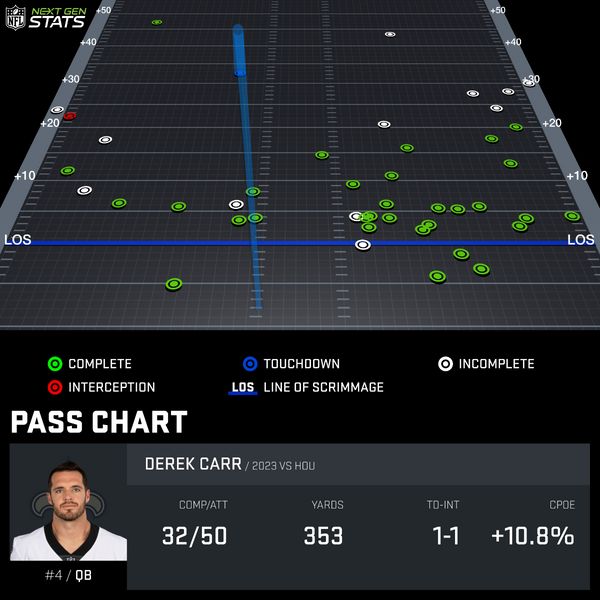 NFL NEXT GEN STATS
+50 +50
+40 +40
+30 +30
+20 +20
+10 +10
LOS LOS
COMPLETE TOUCHDOWN INCOMPLETE
INTERCEPTION LOS LINE OF SCRIMMAGE
PASS CHART
DEREK CARR / 2023 VS HOU
COMP/ATT YARDS TD-INT CPOE
32/50 353 1-1 +10.8%
#4 / QB